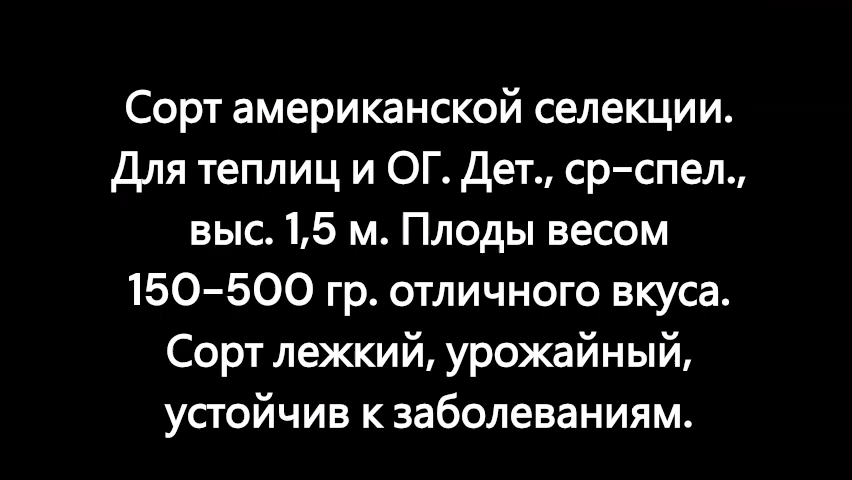 Сорт американской селекции.
Для теплиц и ОГ. Дет., ср-спел.,
выс. 1,5 м. Плоды весом
150-500 гр. отличного вкуса.
Сорт лежкий, урожайный,
устойчив к заболеваниям.